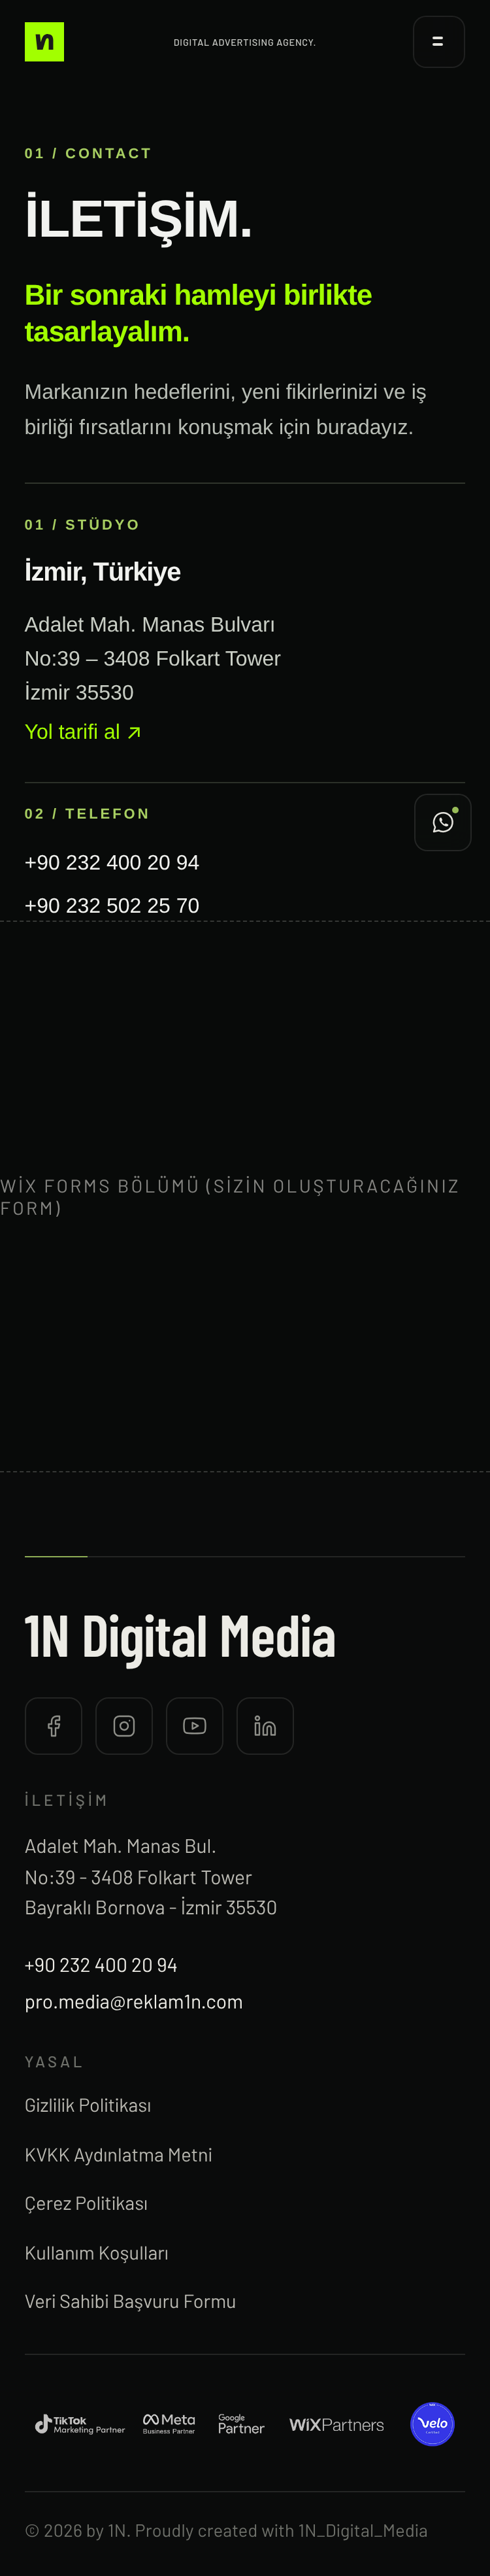 n
DIGITAL ADVERTISING AGENCY.
01 / CONTACT
İLETİŞİM.
Bir sonraki hamleyi birlikte
tasarlayalım.
Markanızın hedeflerini, yeni fikirlerinizi ve iş
birliği fırsatlarını konuşmak için buradayız.
01 / STÜDYO
İzmir, Türkiye
Adalet Mah. Manas Bulvarı
No:39 – 3408 Folkart Tower
İzmir 35530
Yol tarifi al ↗
02 / TELEFON
+90 232 400 20 94
+90 232 502 25 70
WİX FORMS BÖLÜMÜ (SİZİN OLUŞTURACAĞINIZ
FORM)
1N Digital Media
İLETİŞİM
Adalet Mah. Manas Bul.
No:39 - 3408 Folkart Tower
Bayraklı Bornova - İzmir 35530
+90 232 400 20 94
pro.media@reklam1n.com
YASAL
Gizlilik Politikası
KVKK Aydınlatma Metni
Çerez Politikası
Kullanım Koşulları
Veri Sahibi Başvuru Formu
TikTok
Marketing Partner
Meta
Business Partner
Google
Partner
WiXPartners
velo
© 2026 by 1N. Proudly created with 1N_Digital_Media